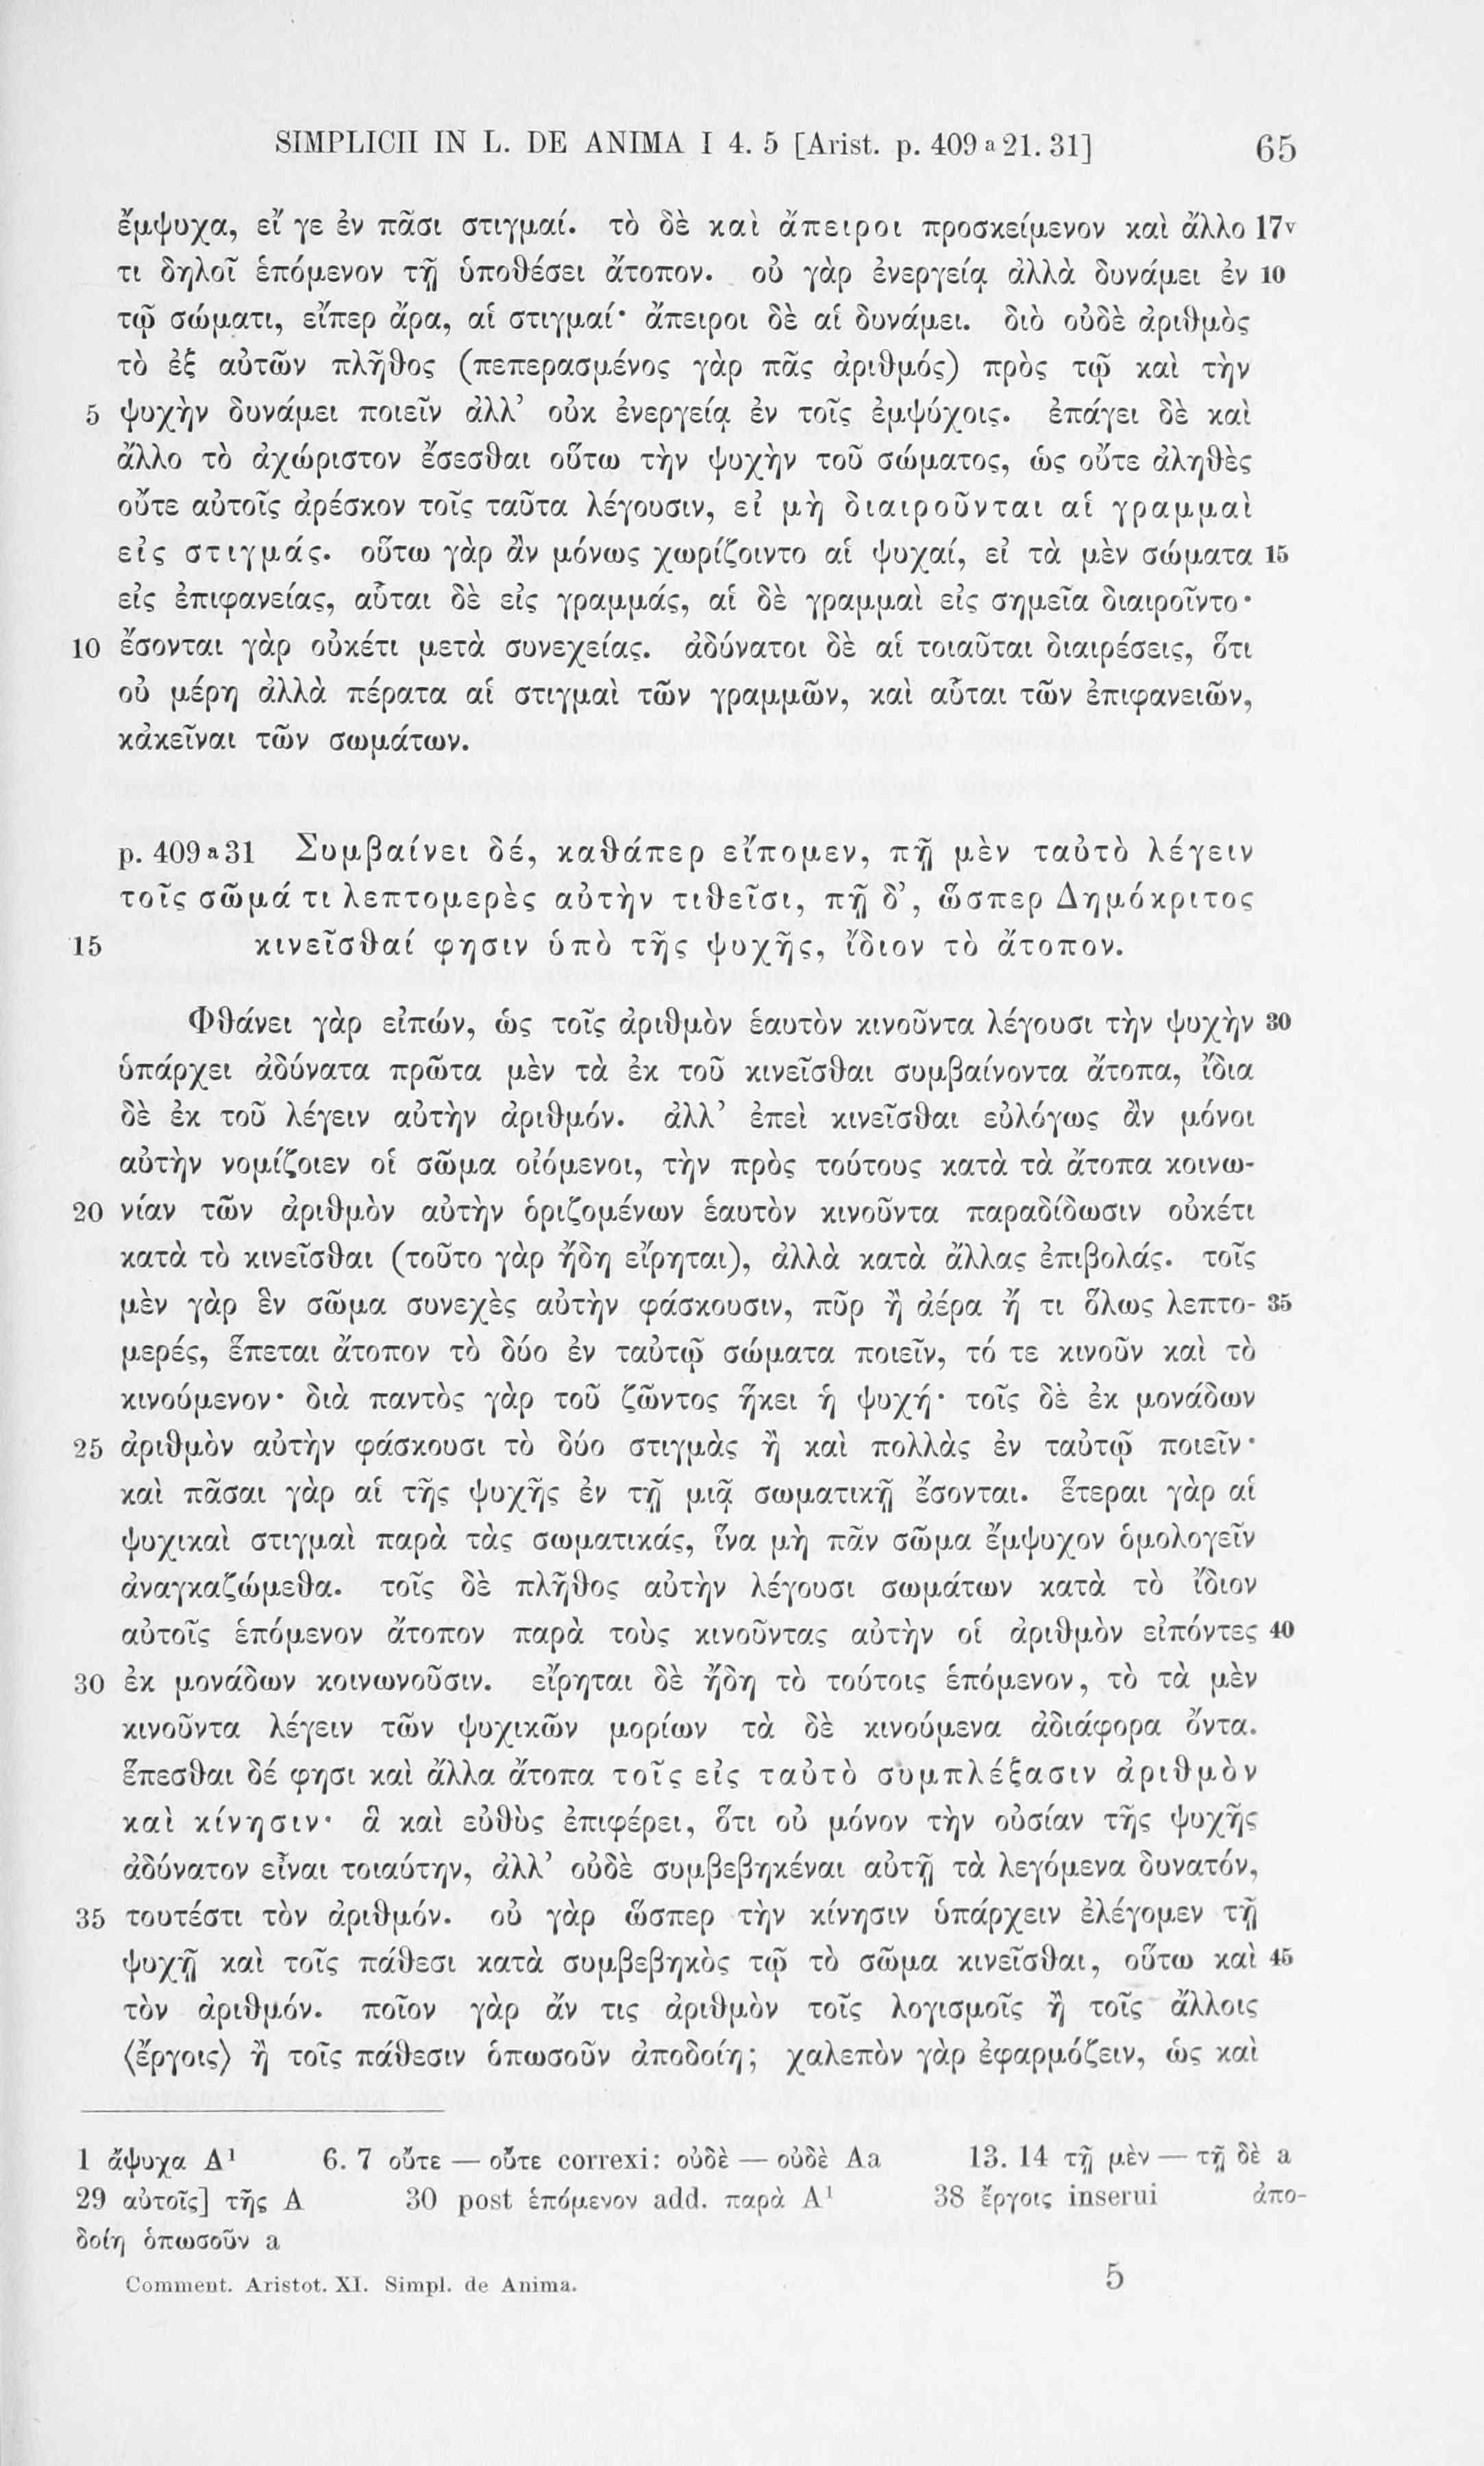 SIMPLICII IN L. DE ANIMA I 4. 5 [Arist. p. 409 a 21. 31] 65
ἔμψυχα, εἴ γε ἐν πᾶσι στιγμαί. τὸ δὲ καὶ ἄπειροι προσκείμενον καὶ ἄλλο 17v
τι δηλοῖ ἑπόμενον τῇ ὑποθέσει ἄτοπον. οὐ γὰρ ἐνεργείᾳ ἀλλὰ δυνάμει ἐν 10
τῷ σώματι, εἴπερ ἄρα, αἱ στιγμαί· ἄπειροι δὲ αἱ δυνάμει. διὸ οὐδὲ ἀριθμὸς
τὸ ἐξ αὐτῶν πλῆθος (πεπερασμένος γὰρ πᾶς ἀριθμός) πρὸς τῷ καὶ τὴν
5 ψυχὴν δυνάμει ποιεῖν ἀλλ’ οὐκ ἐνεργείᾳ ἐν τοῖς ἐμψύχοις. ἐπάγει δὲ καὶ
ἄλλο τὸ ἀχώριστον ἔσεσθαι οὕτω τὴν ψυχὴν τοῦ σώματος, ὡς οὔτε ἀληθὲς
οὔτε αὐτοῖς ἀρέσκον τοῖς ταῦτα λέγουσιν, εἰ μὴ διαιροῦνται αἱ γραμμαὶ
εἰς στιγμάς. οὕτω γὰρ ἂν μόνως χωρίζοιντο αἱ ψυχαί, εἰ τὰ μὲν σώματα 15
εἰς ἐπιφανείας, αὗται δὲ εἰς γραμμάς, αἱ δὲ γραμμαὶ εἰς σημεῖα διαιροῖντο·
10 ἔσονται γὰρ οὐκέτι μετὰ συνεχείας. ἀδύνατοι δὲ αἱ τοιαῦται διαιρέσεις, ὅτι
οὐ μέρη ἀλλὰ πέρατα αἱ στιγμαὶ τῶν γραμμῶν, καὶ αὗται τῶν ἐπιφανειῶν,
κἀκεῖναι τῶν σωμάτων.
p. 409 a 31 Συμβαίνει δέ, καθάπερ εἴπομεν, πῇ μὲν ταὐτὸ λέγειν
τοῖς σῶμά τι λεπτομερὲς αὐτὴν τιθεῖσι, πῇ δ’, ὥσπερ Δημόκριτος
15 κινεῖσθαί φησιν ὑπὸ τῆς ψυχῆς, ἴδιον τὸ ἄτοπον.
Φθάνει γὰρ εἰπών, ὡς τοῖς ἀριθμὸν ἑαυτὸν κινοῦντα λέγουσι τὴν ψυχὴν 30
ὑπάρχει ἀδύνατα πρῶτα μὲν τὰ ἐκ τοῦ κινεῖσθαι συμβαίνοντα ἄτοπα, ἴδια
δὲ ἐκ τοῦ λέγειν αὐτὴν ἀριθμόν. ἀλλ’ ἐπεὶ κινεῖσθαι εὐλόγως ἂν μόνοι
αὐτὴν νομίζοιεν οἱ σῶμα οἰόμενοι, τὴν πρὸς τούτους κατὰ τὰ ἄτοπα κοινω-
20 νίαν τῶν ἀριθμὸν αὐτὴν ὁριζομένων ἑαυτὸν κινοῦντα παραδίδωσιν οὐκέτι
κατὰ τὸ κινεῖσθαι (τοῦτο γὰρ ἤδη εἴρηται), ἀλλὰ κατὰ ἄλλας ἐπιβολάς. τοῖς
μὲν γὰρ ἓν σῶμα συνεχὲς αὐτὴν φάσκουσιν, πῦρ ἢ ἀέρα ἤ τι ὅλως λεπτο- 35
μερές, ἕπεται ἄτοπον τὸ δύο ἐν ταὐτῷ σώματα ποιεῖν, τό τε κινοῦν καὶ τὸ
κινούμενον· διὰ παντὸς γὰρ τοῦ ζῶντος ἥκει ἡ ψυχή· τοῖς δὲ ἐκ μονάδων
25 ἀριθμὸν αὐτὴν φάσκουσι τὸ δύο στιγμὰς ἢ καὶ πολλὰς ἐν ταὐτῷ ποιεῖν·
καὶ πᾶσαι γὰρ αἱ τῆς ψυχῆς ἐν τῇ μιᾷ σωματικῇ ἔσονται. ἕτεραι γὰρ αἱ
ψυχικαὶ στιγμαὶ παρὰ τὰς σωματικάς, ἵνα μὴ πᾶν σῶμα ἔμψυχον ὁμολογεῖν
ἀναγκαζώμεθα. τοῖς δὲ πλῆθος αὐτὴν λέγουσι σωμάτων κατὰ τὸ ἴδιον
αὐτοῖς ἑπόμενον ἄτοπον παρὰ τοὺς κινοῦντας αὐτὴν οἱ ἀριθμὸν εἰπόντες 40
30 ἐκ μονάδων κοινωνοῦσιν. εἴρηται δὲ ἤδη τὸ τούτοις ἑπόμενον, τὸ τὰ μὲν
κινοῦντα λέγειν τῶν ψυχικῶν μορίων τὰ δὲ κινούμενα ἀδιάφορα ὄντα.
ἕπεσθαι δέ φησι καὶ ἄλλα ἄτοπα τοῖς εἰς ταὐτὸ συμπλέξασιν ἀριθμὸν
καὶ κίνησιν· ἃ καὶ εὐθὺς ἐπιφέρει, ὅτι οὐ μόνον τὴν οὐσίαν τῆς ψυχῆς
ἀδύνατον εἶναι τοιαύτην, ἀλλ’ οὐδὲ συμβεβηκέναι αὐτῇ τὰ λεγόμενα δυνατόν,
35 τουτέστι τὸν ἀριθμόν. οὐ γὰρ ὥσπερ τὴν κίνησιν ὑπάρχειν ἐλέγομεν τῇ
ψυχῇ καὶ τοῖς πάθεσι κατὰ συμβεβηκὸς τῷ τὸ σῶμα κινεῖσθαι, οὕτω καὶ 45
τὸν ἀριθμόν. ποῖον γὰρ ἄν τις ἀριθμὸν τοῖς λογισμοῖς ἢ τοῖς ἄλλοις
⟨ἔργοις⟩ ἢ τοῖς πάθεσιν ὁπωσοῦν ἀποδοίη; χαλεπὸν γὰρ ἐφαρμόζειν, ὡς καὶ
1 ἄψυχα A¹ 6. 7 οὔτε — οὔτε correxi: οὐδὲ — οὐδὲ Aa 13. 14 τῇ μὲν — τῇ δὲ a
29 αὐτοῖς] τῆς A 30 post ἑπόμενον add. παρὰ A¹ 38 ἔργοις inserui ἀπο-
δοίη ὁπωσοῦν a
Comment. Aristot. XI. Simpl. de Anima. 5